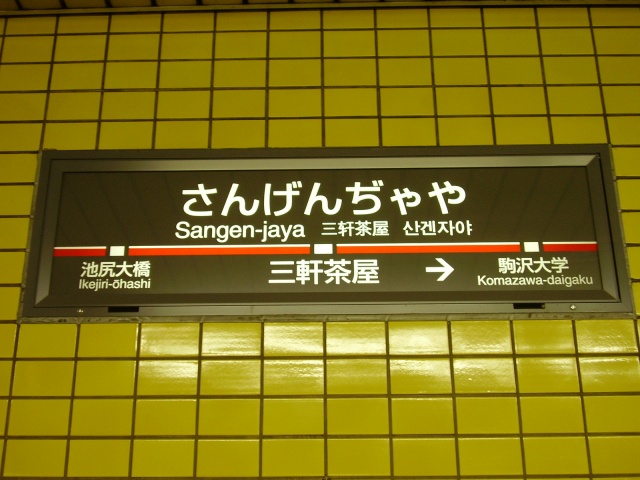 さんげんぢゃや
Sangen-jaya 三轩茶屋 산겐자야
池尻大橋 三軒茶屋 → 駒沢大学
Ikejiri-ōhashi Komazawa-daigaku